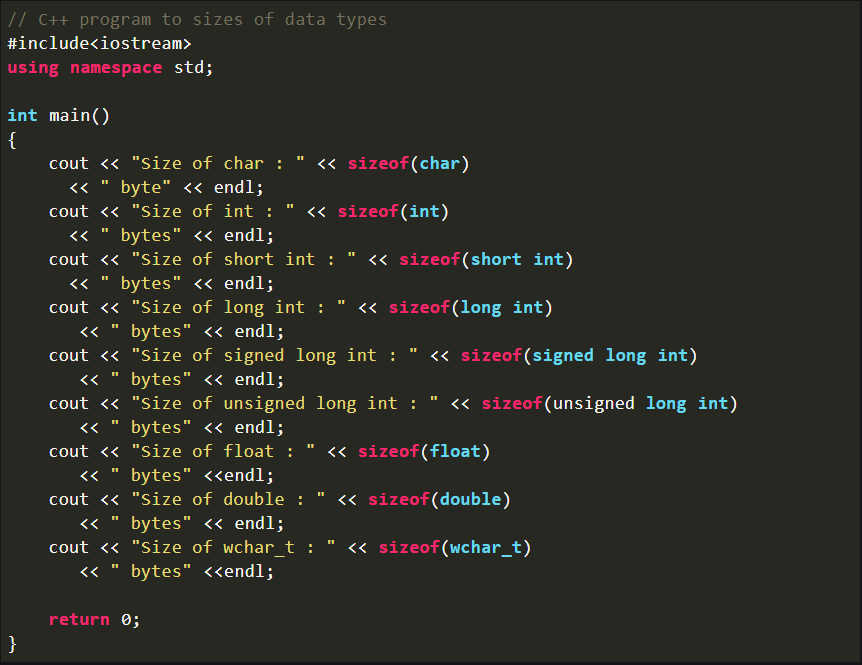 // C++ program to sizes of data types
#include<iostream>
using namespace std;

int main()
{
    cout << "Size of char : " << sizeof(char)
      << " byte" << endl;
    cout << "Size of int : " << sizeof(int)
      << " bytes" << endl;
    cout << "Size of short int : " << sizeof(short int)
      << " bytes" << endl;
    cout << "Size of long int : " << sizeof(long int)
       << " bytes" << endl;
    cout << "Size of signed long int : " << sizeof(signed long int)
       << " bytes" << endl;
    cout << "Size of unsigned long int : " << sizeof(unsigned long int)
       << " bytes" << endl;
    cout << "Size of float : " << sizeof(float)
       << " bytes" <<endl;
    cout << "Size of double : " << sizeof(double)
       << " bytes" << endl;
    cout << "Size of wchar_t : " << sizeof(wchar_t)
       << " bytes" <<endl;

    return 0;
}